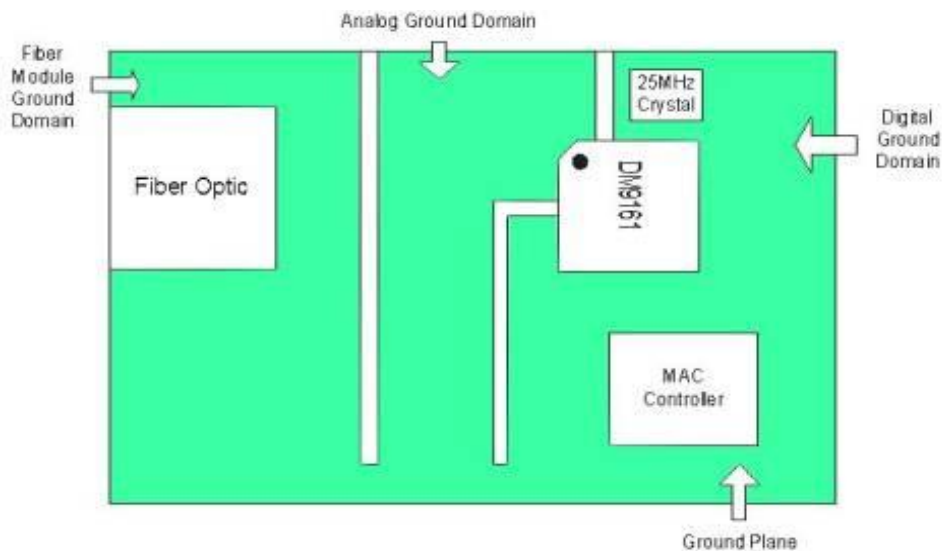 Analog Ground Domain
Fiber
Module
Ground
Domain
25MHz
Crystal
Digital
Ground
Domain
Fiber Optic
DM9161
MAC
Controller
Ground Plane